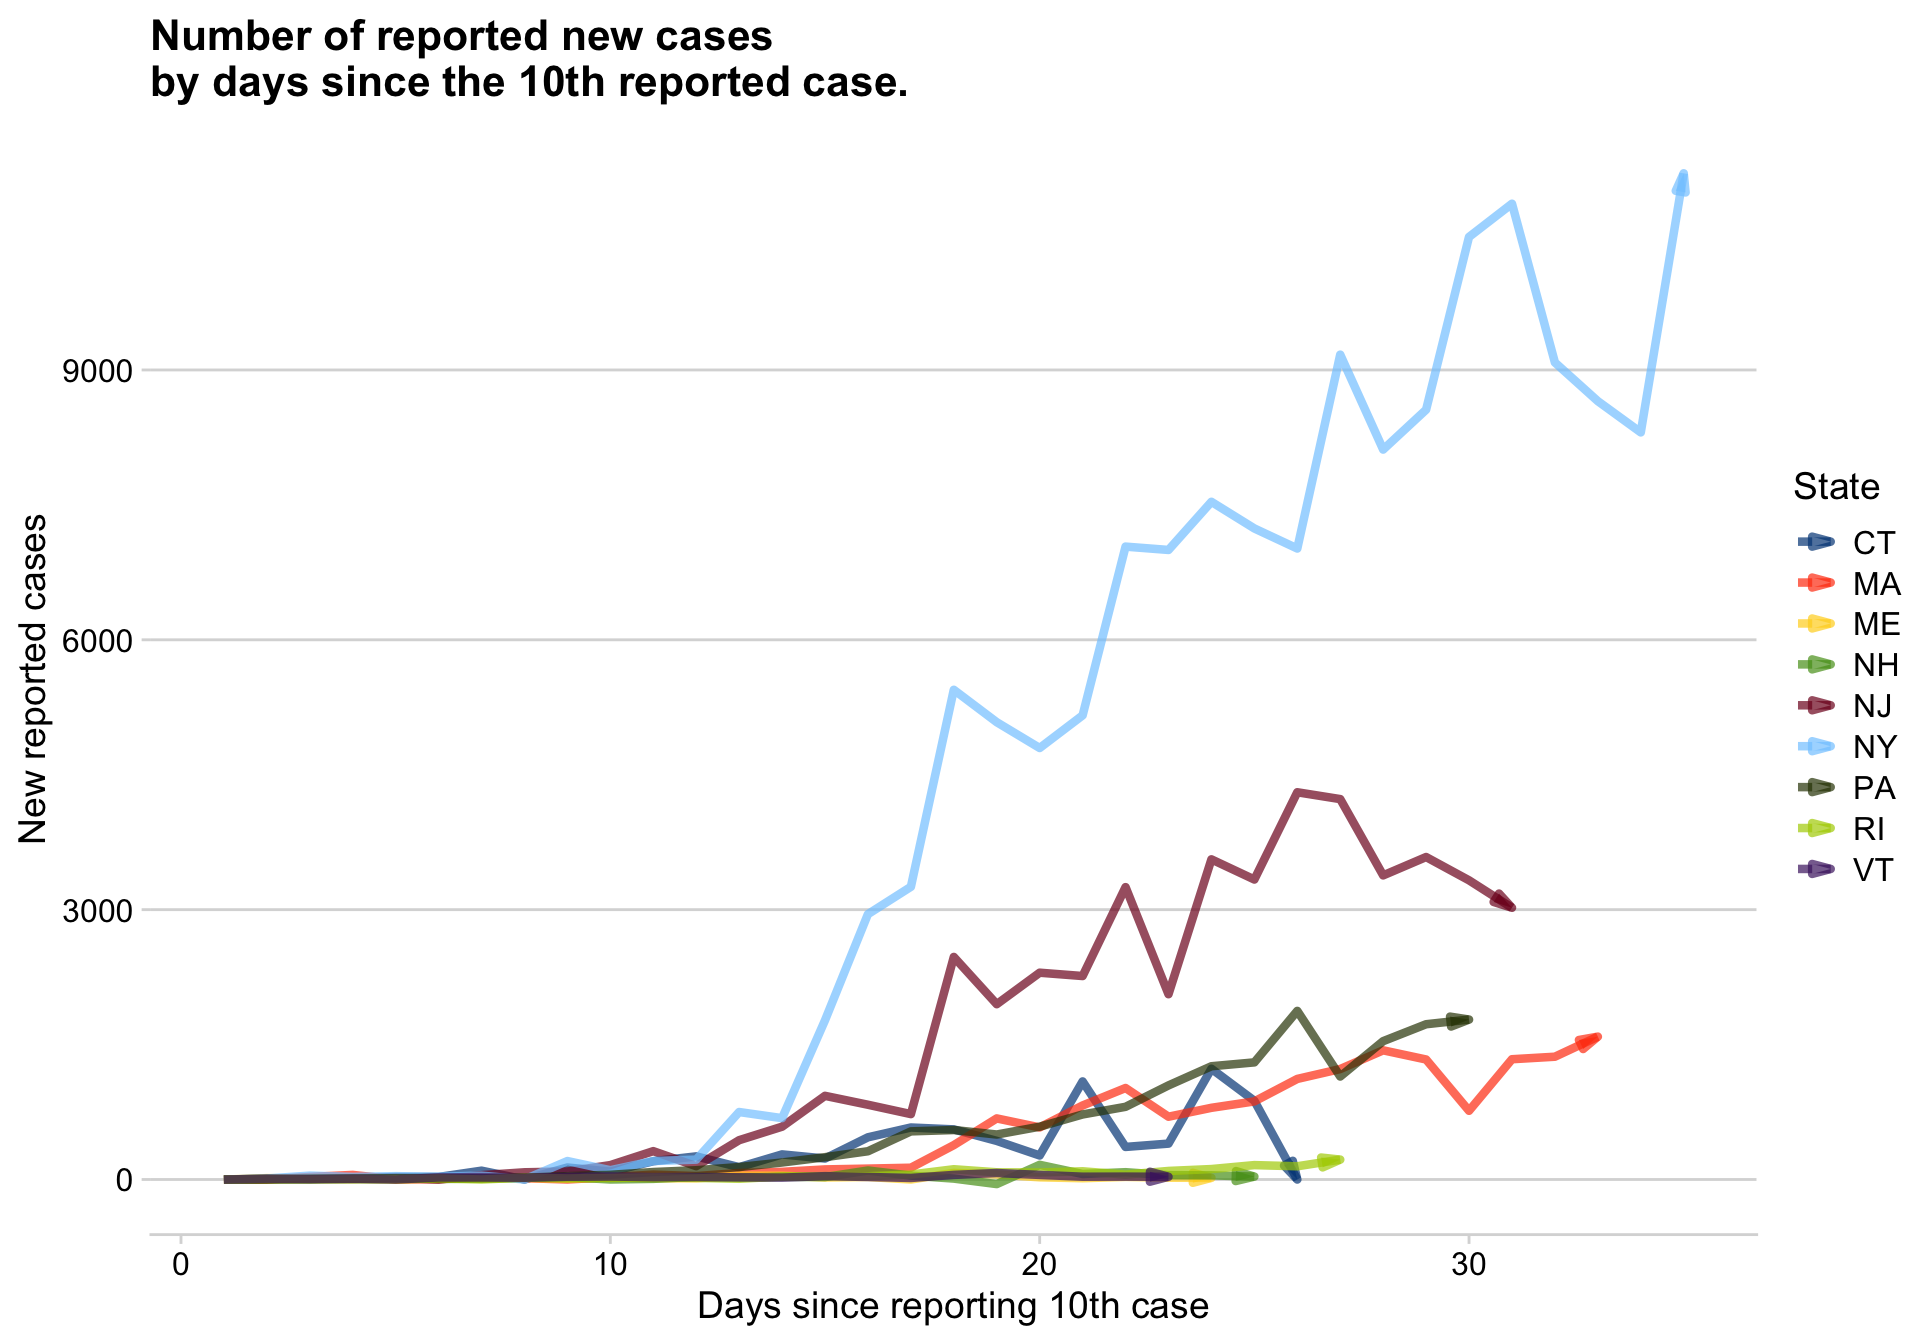 Number of reported new cases
by days since the 10th reported case.
New reported cases
9000
6000
3000
0
0 10 20 30
Days since reporting 10th case
State
CT
MA
ME
NH
NJ
NY
PA
RI
VT